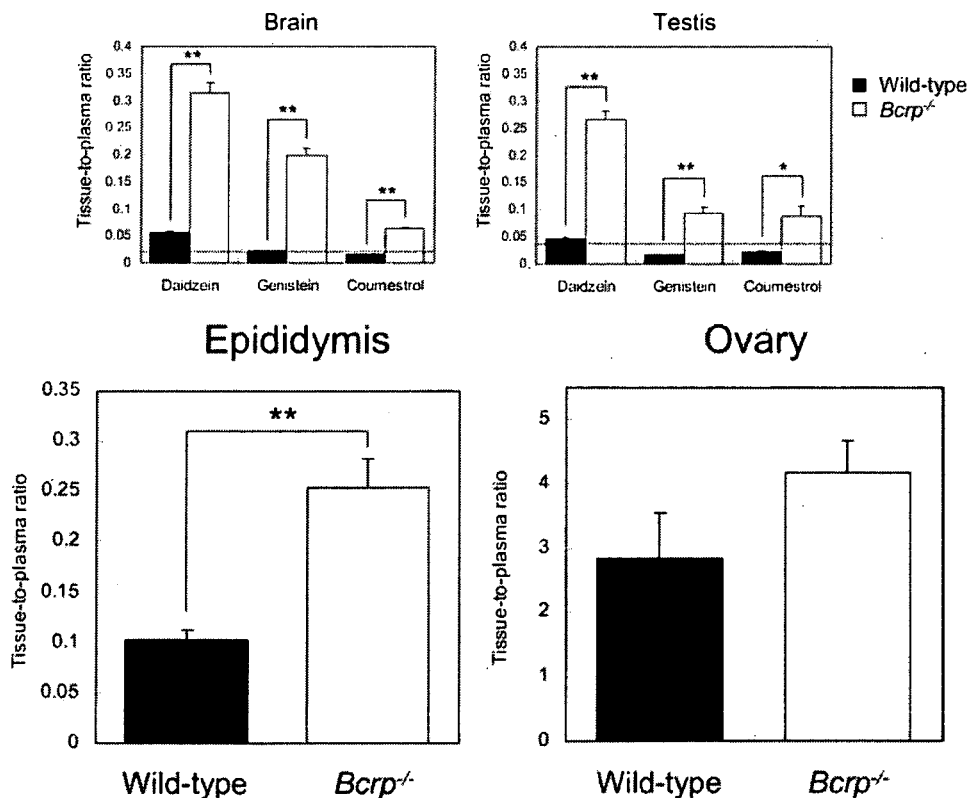 Brain
Tissue-to-plasma ratio
0.4
0.35
0.3
0.25
0.2
0.15
0.1
0.05
0
**
**
**
Daidzein
Genistein
Coumestrol
Testis
Tissue-to-plasma ratio
0.4
0.35
0.3
0.25
0.2
0.15
0.1
0.05
0.
**
**
*
Daidzein
Genistein
Coumestrol
Wild-type
Bcrp-/-
Epididymis
Tissue-to-plasma ratio
0.35
0.3
0.25
0.2
0.15
0.1
0.05
0
**
Wild-type
Bcrp-/-
Ovary
Tissue-to-plasma ratio
5
4
3
2
1
0
Wild-type
Bcrp-/-